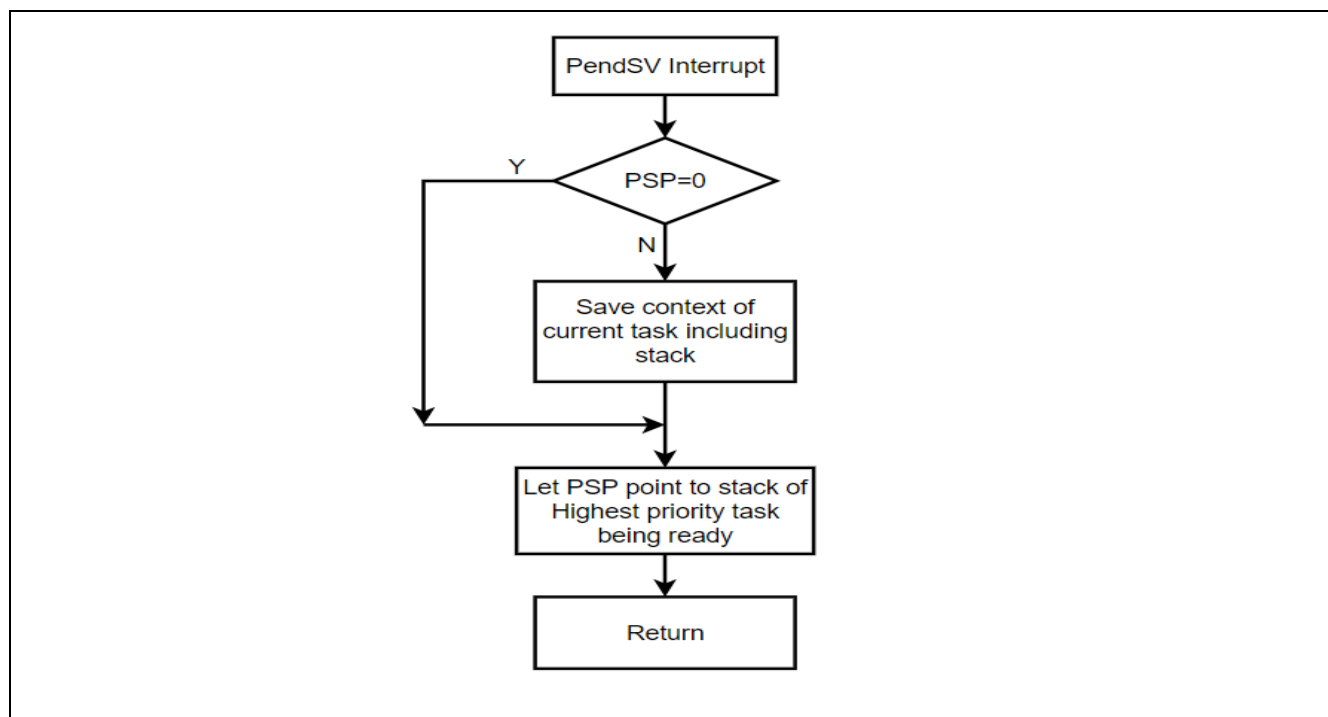 PendSV Interrupt
Y
PSP=0
N
Save context of
current task including
stack
Let PSP point to stack of
Highest priority task
being ready
Return